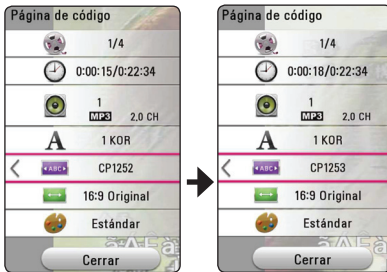 Página de código
1/4
0:00:15/0:22:34
1
MP3 2,0 CH
A 1 KOR
ABC CP1252
16:9 Original
Estándar
Cerrar
Página de código
1/4
0:00:18/0:22:34
1
MP3 2,0 CH
A 1 KOR
ABC CP1253
16:9 Original
Estándar
Cerrar